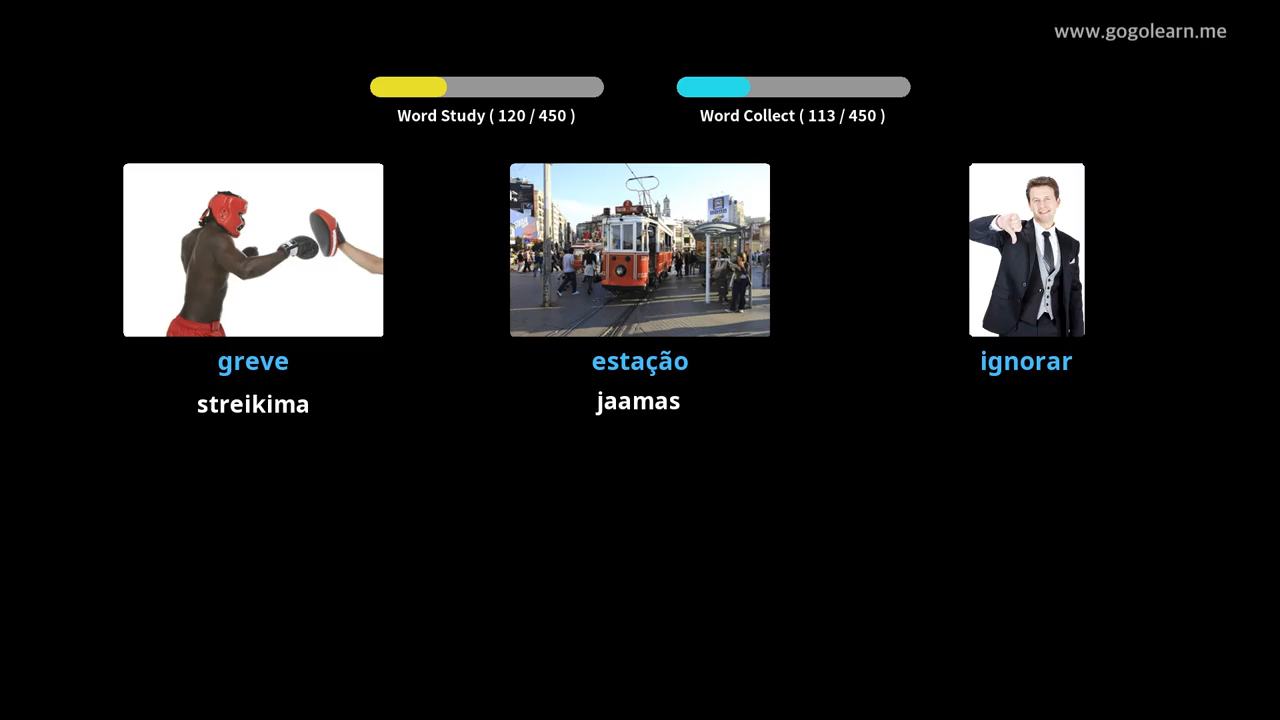 www.gogolearn.me
Word Study ( 120 / 450 )
Word Collect ( 113 / 450 )
greve
estação
ignorar
streikima
jaamas